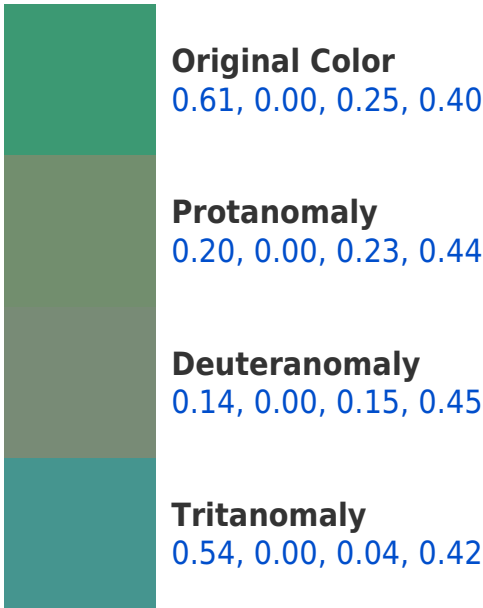 Original Color
0.61, 0.00, 0.25, 0.40
Protanomaly
0.20, 0.00, 0.23, 0.44
Deuteranomaly
0.14, 0.00, 0.15, 0.45
Tritanomaly
0.54, 0.00, 0.04, 0.42